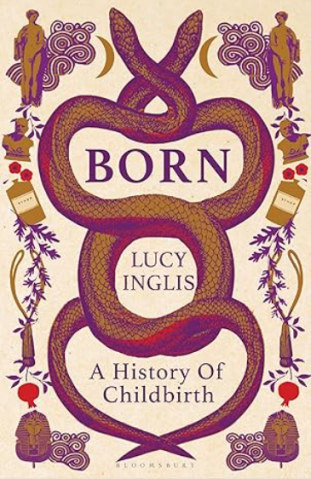 BORN
LUCY
INGLIS
A History Of
Childbirth
BLOOMSBURY